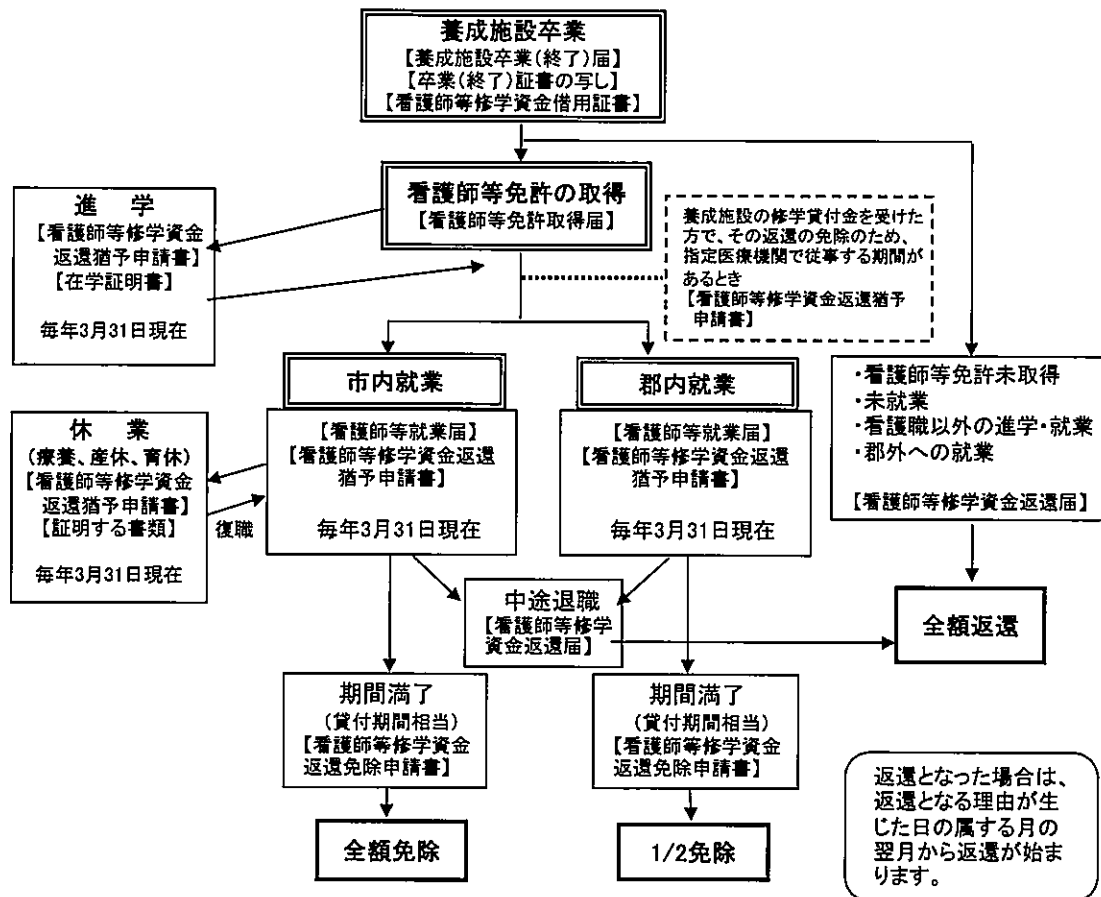 養成施設卒業
【養成施設卒業(終了)届】
【卒業(終了)証書の写し】
【看護師等修学資金借用証書】
看護師等免許の取得
【看護師等免許取得届】
進　学
【看護師等修学資金
返還猶予申請書】
【在学証明書】
毎年3月31日現在
養成施設の修学貸付金を受けた
方で、その返還の免除のため、
指定医療機関で従事する期間が
あるとき
【看護師等修学資金返還猶予
申請書】
市内就業
【看護師等就業届】
【看護師等修学資金返還
猶予申請書】
毎年3月31日現在
郡内就業
【看護師等就業届】
【看護師等修学資金返還
猶予申請書】
毎年3月31日現在
・看護師等免許未取得
・未就業
・看護職以外の進学・就業
・郡外への就業
【看護師等修学資金返還届】
休　業
(療養、産休、育休)
【看護師等修学資金
返還猶予申請書】
【証明する書類】
毎年3月31日現在
復職
中途退職
【看護師等修学
資金返還届】
全額返還
期間満了
(貸付期間相当)
【看護師等修学資金
返還免除申請書】
期間満了
(貸付期間相当)
【看護師等修学資金
返還免除申請書】
全額免除
1/2免除
返還となった場合は、
返還となる理由が生
じた日の属する月の
翌月から返還が始ま
ります。